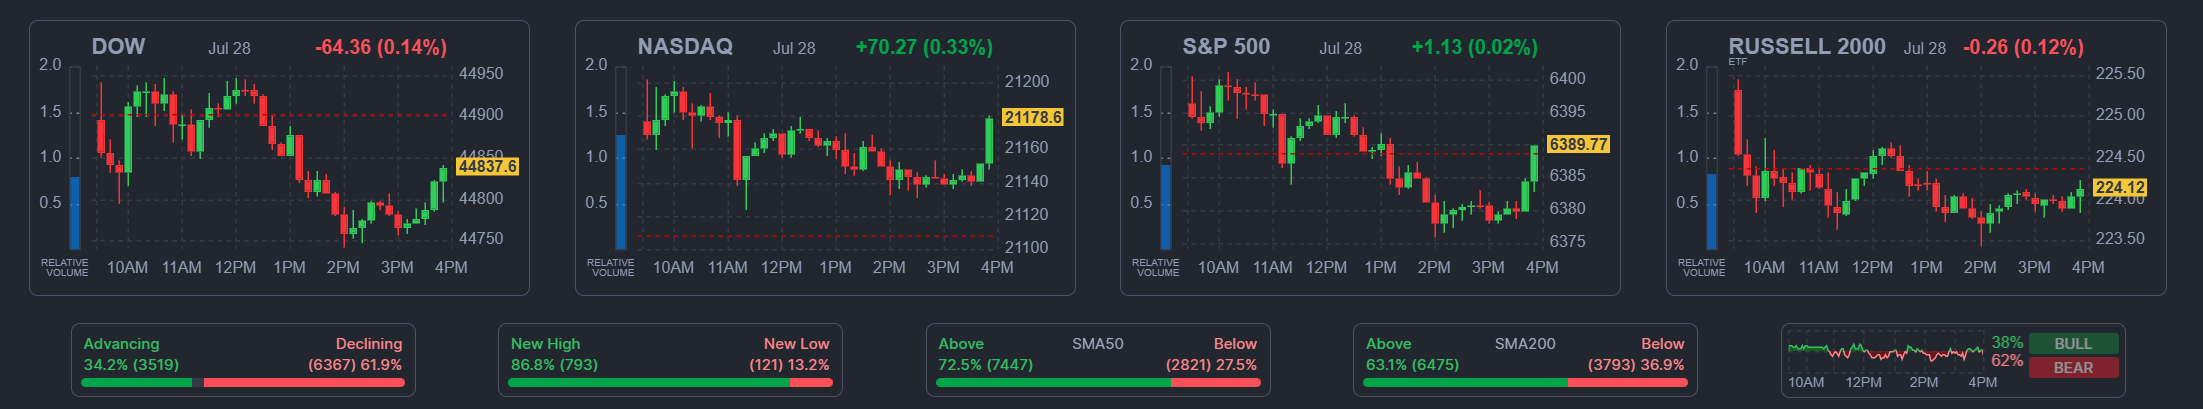 DOW Jul 28 -64.36 (0.14%)
2.0
1.5
1.0
0.5
44950
44900
44850
44837.6
44800
44750
RELATIVE
VOLUME
10AM 11AM 12PM 1PM 2PM 3PM 4PM
NASDAQ Jul 28 +70.27 (0.33%)
2.0
1.5
1.0
0.5
21200
21178.6
21160
21140
21120
21100
RELATIVE
VOLUME
10AM 11AM 12PM 1PM 2PM 3PM 4PM
S&P 500 Jul 28 +1.13 (0.02%)
2.0
1.5
1.0
0.5
6400
6395
6389.77
6385
6380
6375
RELATIVE
VOLUME
10AM 11AM 12PM 1PM 2PM 3PM 4PM
RUSSELL 2000 Jul 28 -0.26 (0.12%)
ETF
2.0
1.5
1.0
0.5
225.50
225.00
224.50
224.12
224.00
223.50
RELATIVE
VOLUME
10AM 11AM 12PM 1PM 2PM 3PM 4PM
Advancing Declining
34.2% (3519) (6367) 61.9%
New High New Low
86.8% (793) (121) 13.2%
Above SMA50 Below
72.5% (7447) (2821) 27.5%
Above SMA200 Below
63.1% (6475) (3793) 36.9%
38% BULL
62% BEAR
10AM 12PM 2PM 4PM